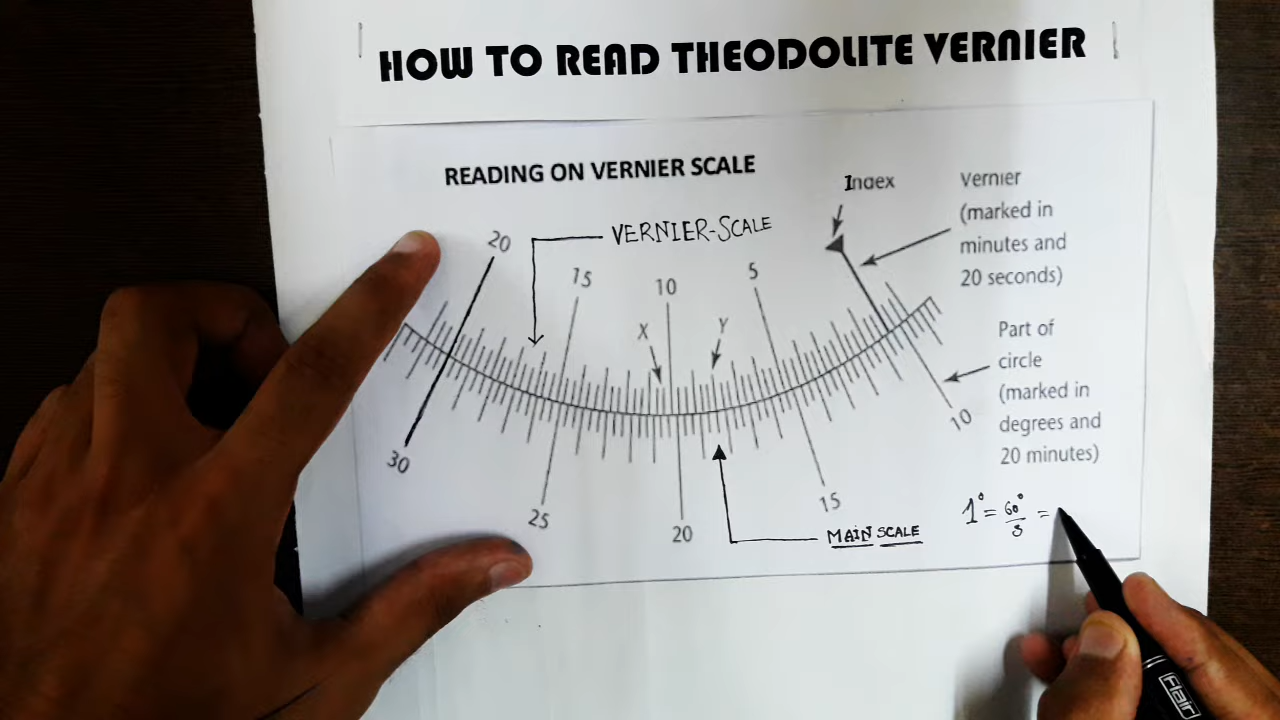 HOW TO READ THEODOLITE VERNIER
READING ON VERNIER SCALE
Index
Vernier
(marked in
minutes and
20 seconds)
VERNIER-SCALE
20
15
10
5
X
Y
Part of
circle
(marked in
degrees and
20 minutes)
30
25
20
15
10
MAIN SCALE
1° = 60° / 3 =
Flair